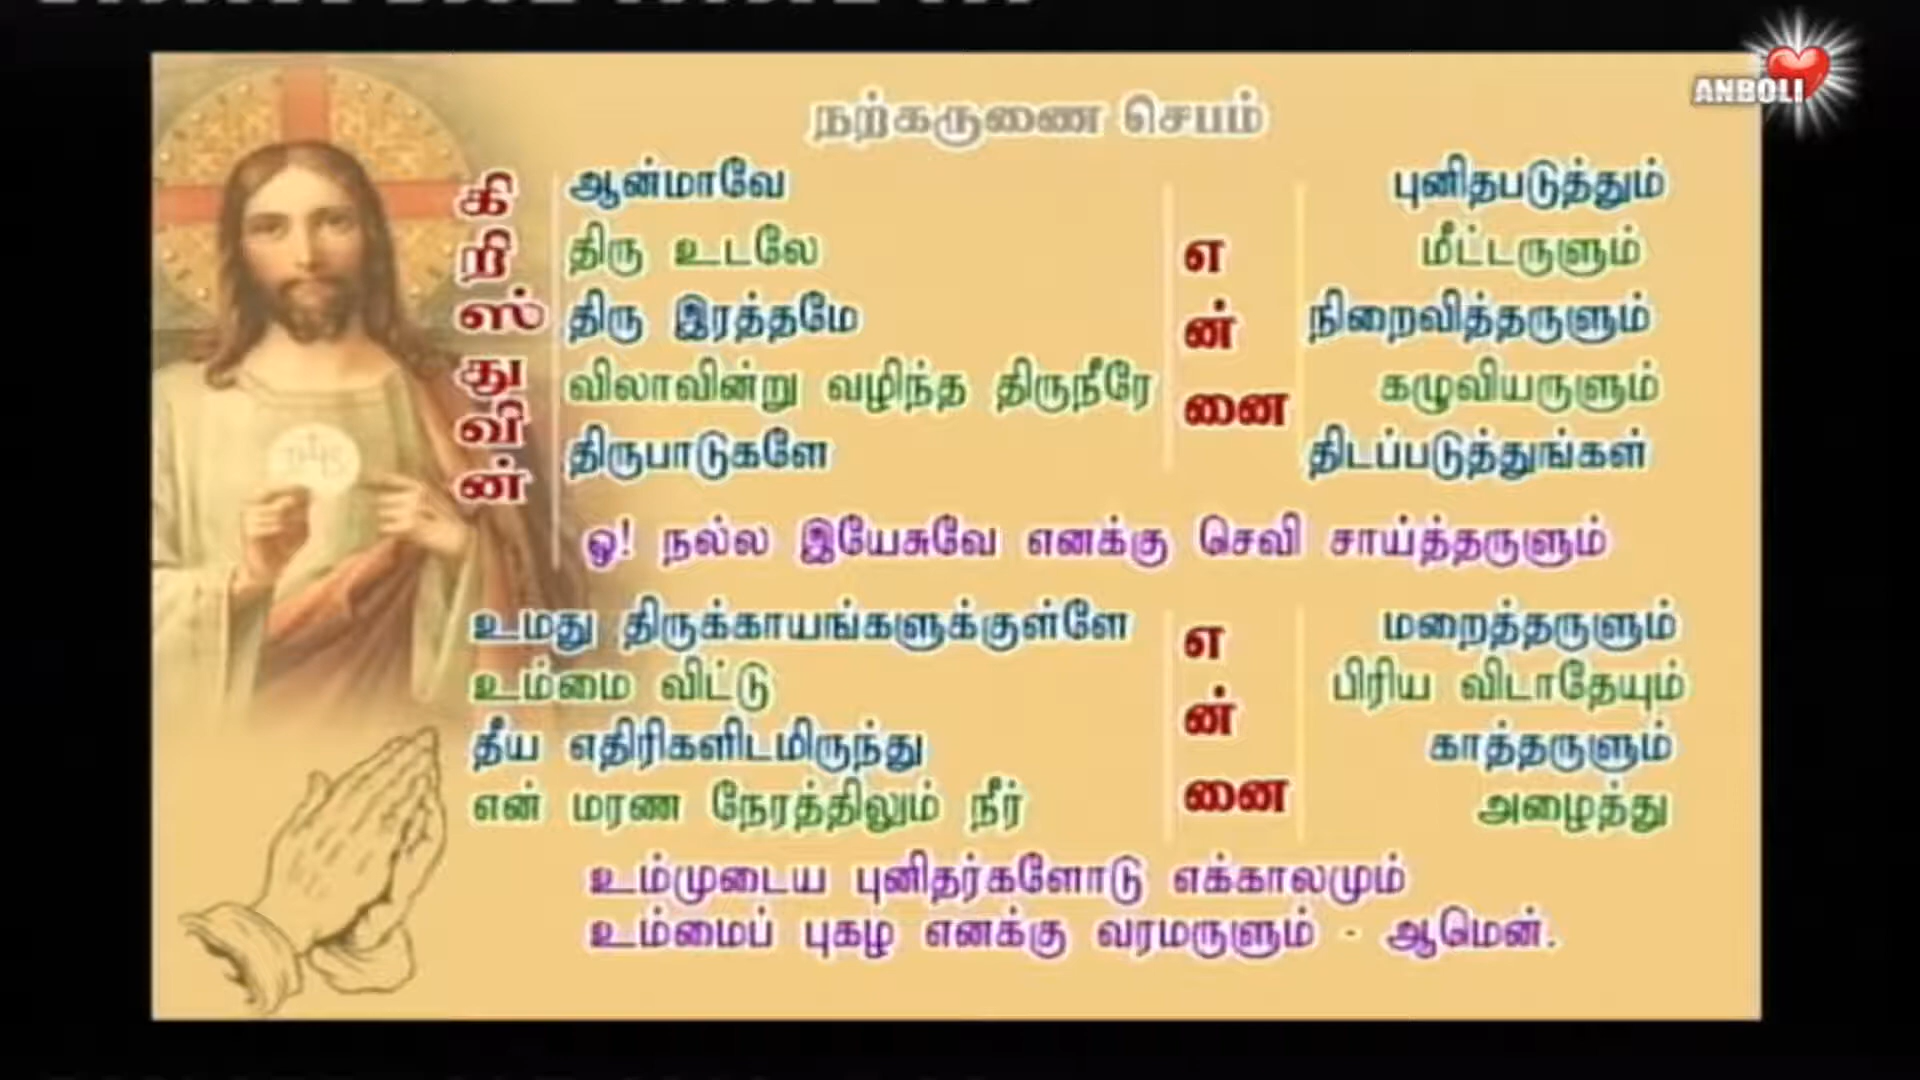 ANBOLI
நற்கருணை செபம்
கிறிஸ்துவின்
ஆன்மாவே என்னை புனிதபடுத்தும்
திரு உடலே மீட்டருளும்
திரு இரத்தமே நிறைவித்தருளும்
விலாவின்று வழிந்த திருநீரே கழுவியருளும்
திருபாடுகளே திடப்படுத்துங்கள்
ஓ! நல்ல இயேசுவே எனக்கு செவி சாய்த்தருளும்
உமது திருக்காயங்களுக்குள்ளே என்னை மறைத்தருளும்
உம்மை விட்டு பிரிய விடாதேயும்
தீய எதிரிகளிடமிருந்து காத்தருளும்
என் மரண நேரத்திலும் நீர் அழைத்து
உம்முடைய புனிதர்களோடு எக்காலமும்
உம்மைப் புகழ எனக்கு வரமருளும் - ஆமென்.